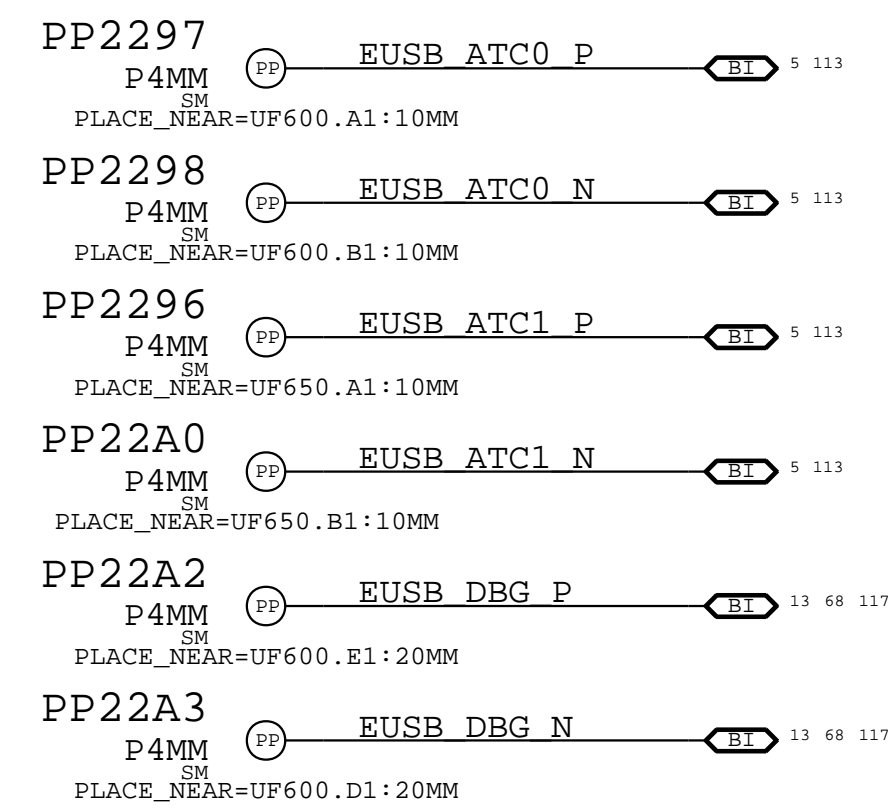 PP2297
PP EUSB_ATC0_P BI 5 113
P4MM
SM
PLACE_NEAR=UF600.A1:10MM
PP2298
PP EUSB_ATC0_N BI 5 113
P4MM
SM
PLACE_NEAR=UF600.B1:10MM
PP2296
PP EUSB_ATC1_P BI 5 113
P4MM
SM
PLACE_NEAR=UF650.A1:10MM
PP22A0
PP EUSB_ATC1_N BI 5 113
P4MM
SM
PLACE_NEAR=UF650.B1:10MM
PP22A2
PP EUSB_DBG_P BI 13 68 117
P4MM
SM
PLACE_NEAR=UF600.E1:20MM
PP22A3
PP EUSB_DBG_N BI 13 68 117
P4MM
SM
PLACE_NEAR=UF600.D1:20MM